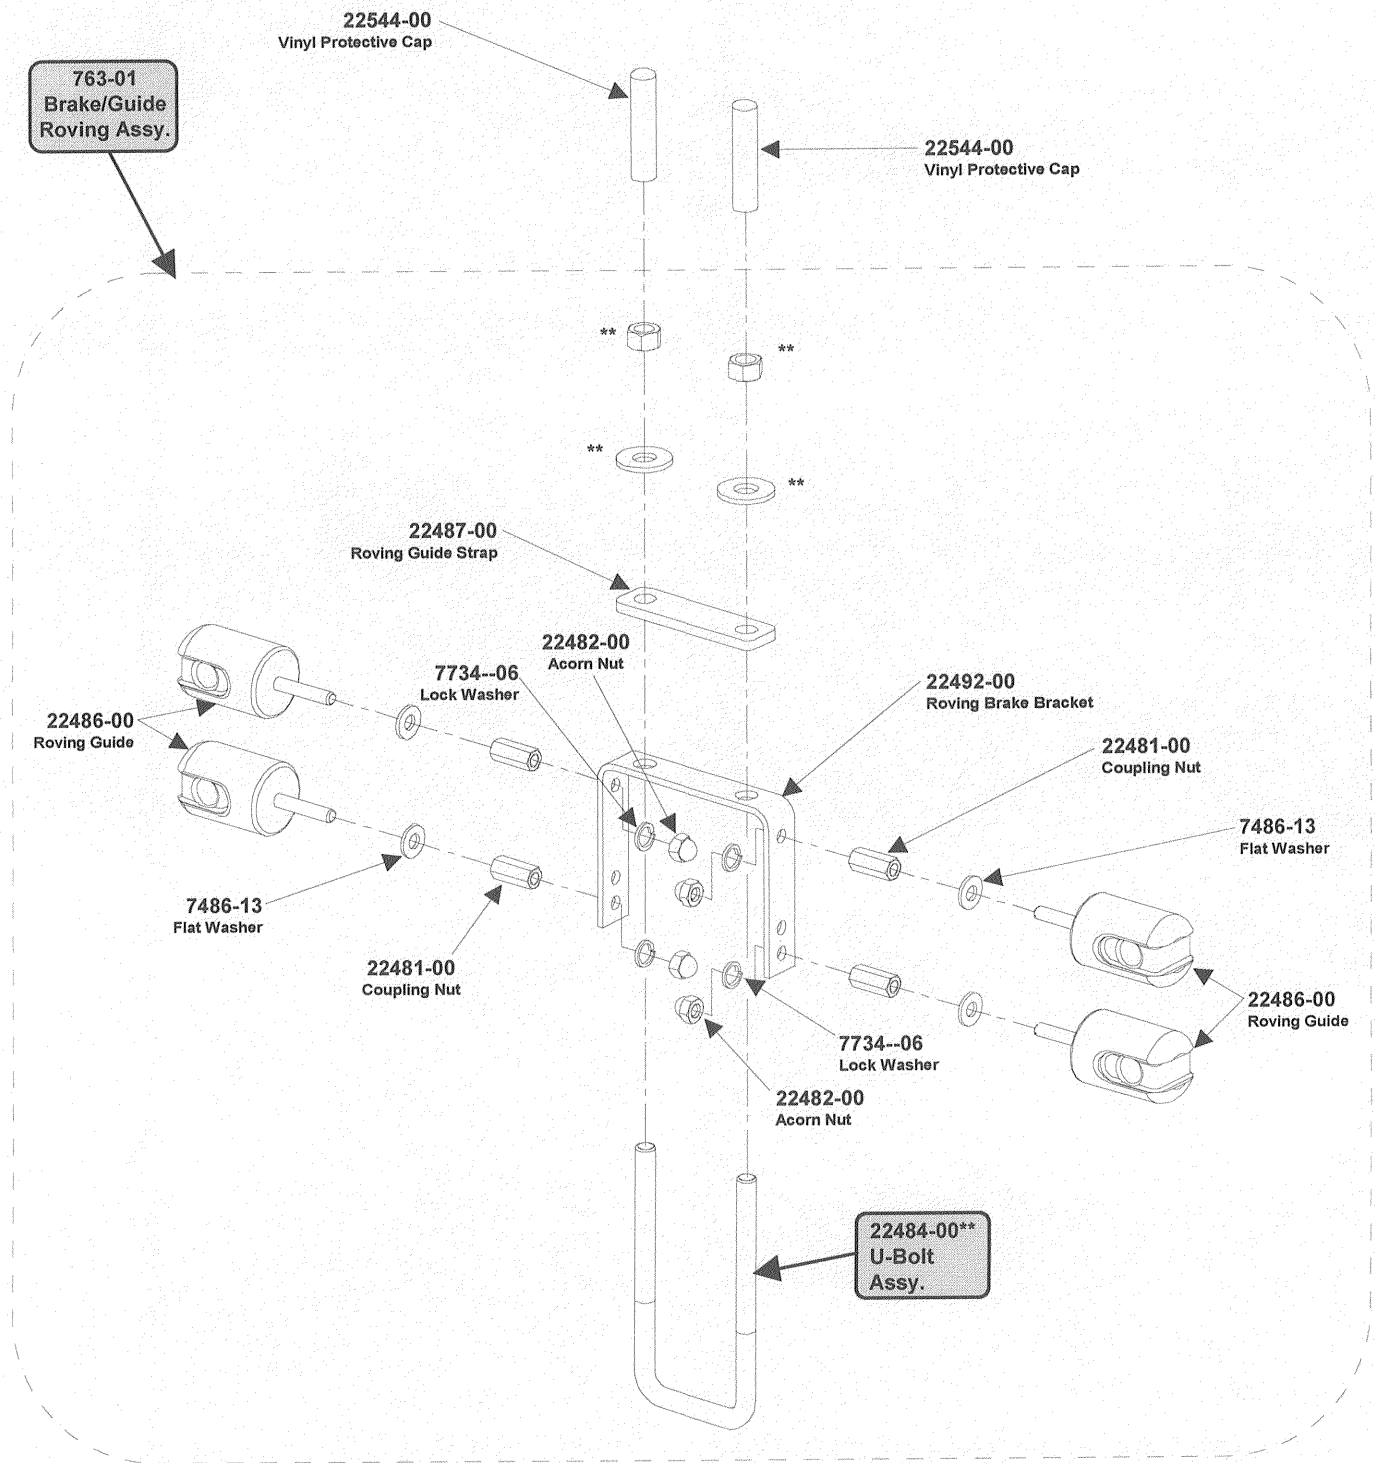 22544-00
Vinyl Protective Cap
763-01
Brake/Guide
Roving Assy.
22544-00
Vinyl Protective Cap
**
**
**
**
22487-00
Roving Guide Strap
22482-00
Acorn Nut
7734--06
Lock Washer
22492-00
Roving Brake Bracket
22486-00
Roving Guide
22481-00
Coupling Nut
7486-13
Flat Washer
7486-13
Flat Washer
22481-00
Coupling Nut
22486-00
Roving Guide
7734--06
Lock Washer
22482-00
Acorn Nut
22484-00**
U-Bolt
Assy.